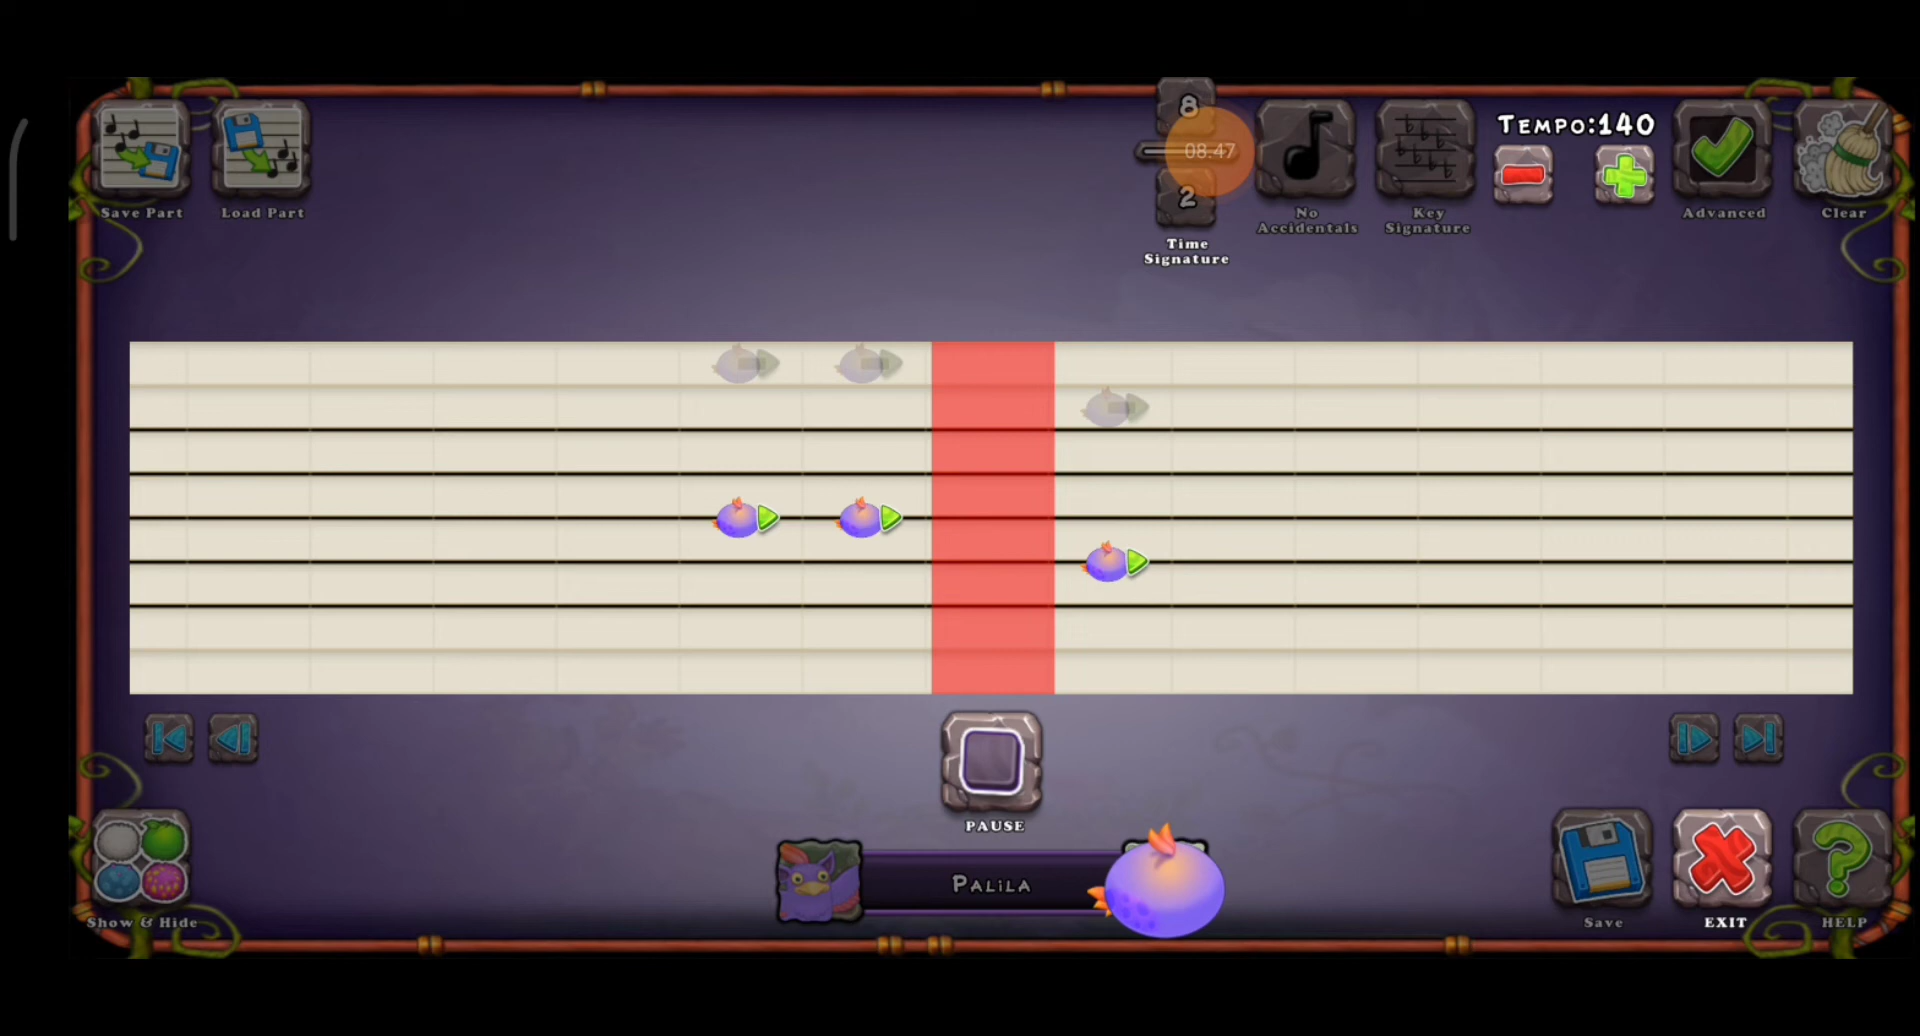 Save Part
Load Part
8
08:47
2
Time
Signature
No
Accidentals
Key
Signature
TEMPO:140
Advanced
Clear
PAUSE
PALILA
Show & Hide
Save
EXIT
HELP